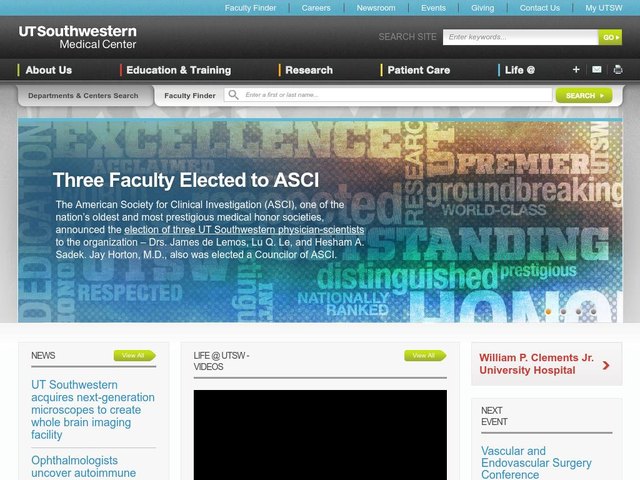 Faculty Finder | Careers | Newsroom | Events | Giving | Contact Us | My UTSW
UTSouthwestern
Medical Center
SEARCH SITE Enter keywords... GO
About Us Education & Training Research Patient Care Life @ +
Departments & Centers Search Faculty Finder Enter a first or last name... SEARCH
DEDICATION EXCELLENCE RESEARCH UT UTSW
ACCLAIMED PREMIER
groundbreaking
WORLD-CLASS
Three Faculty Elected to ASCI
The American Society for Clinical Investigation (ASCI), one of the
nation's oldest and most prestigious medical honor societies,
announced the election of three UT Southwestern physician-scientists
to the organization – Drs. James de Lemos, Lu Q. Le, and Hesham A.
Sadek. Jay Horton, M.D., also was elected a Councilor of ASCI.
distinguished prestigious
RESPECTED
NATIONALLY
RANKED
NEWS View All
UT Southwestern
acquires next-generation
microscopes to create
whole brain imaging
facility
Ophthalmologists
uncover autoimmune
LIFE @ UTSW - View All
VIDEOS
William P. Clements Jr.
University Hospital
NEXT
EVENT
Vascular and
Endovascular Surgery
Conference